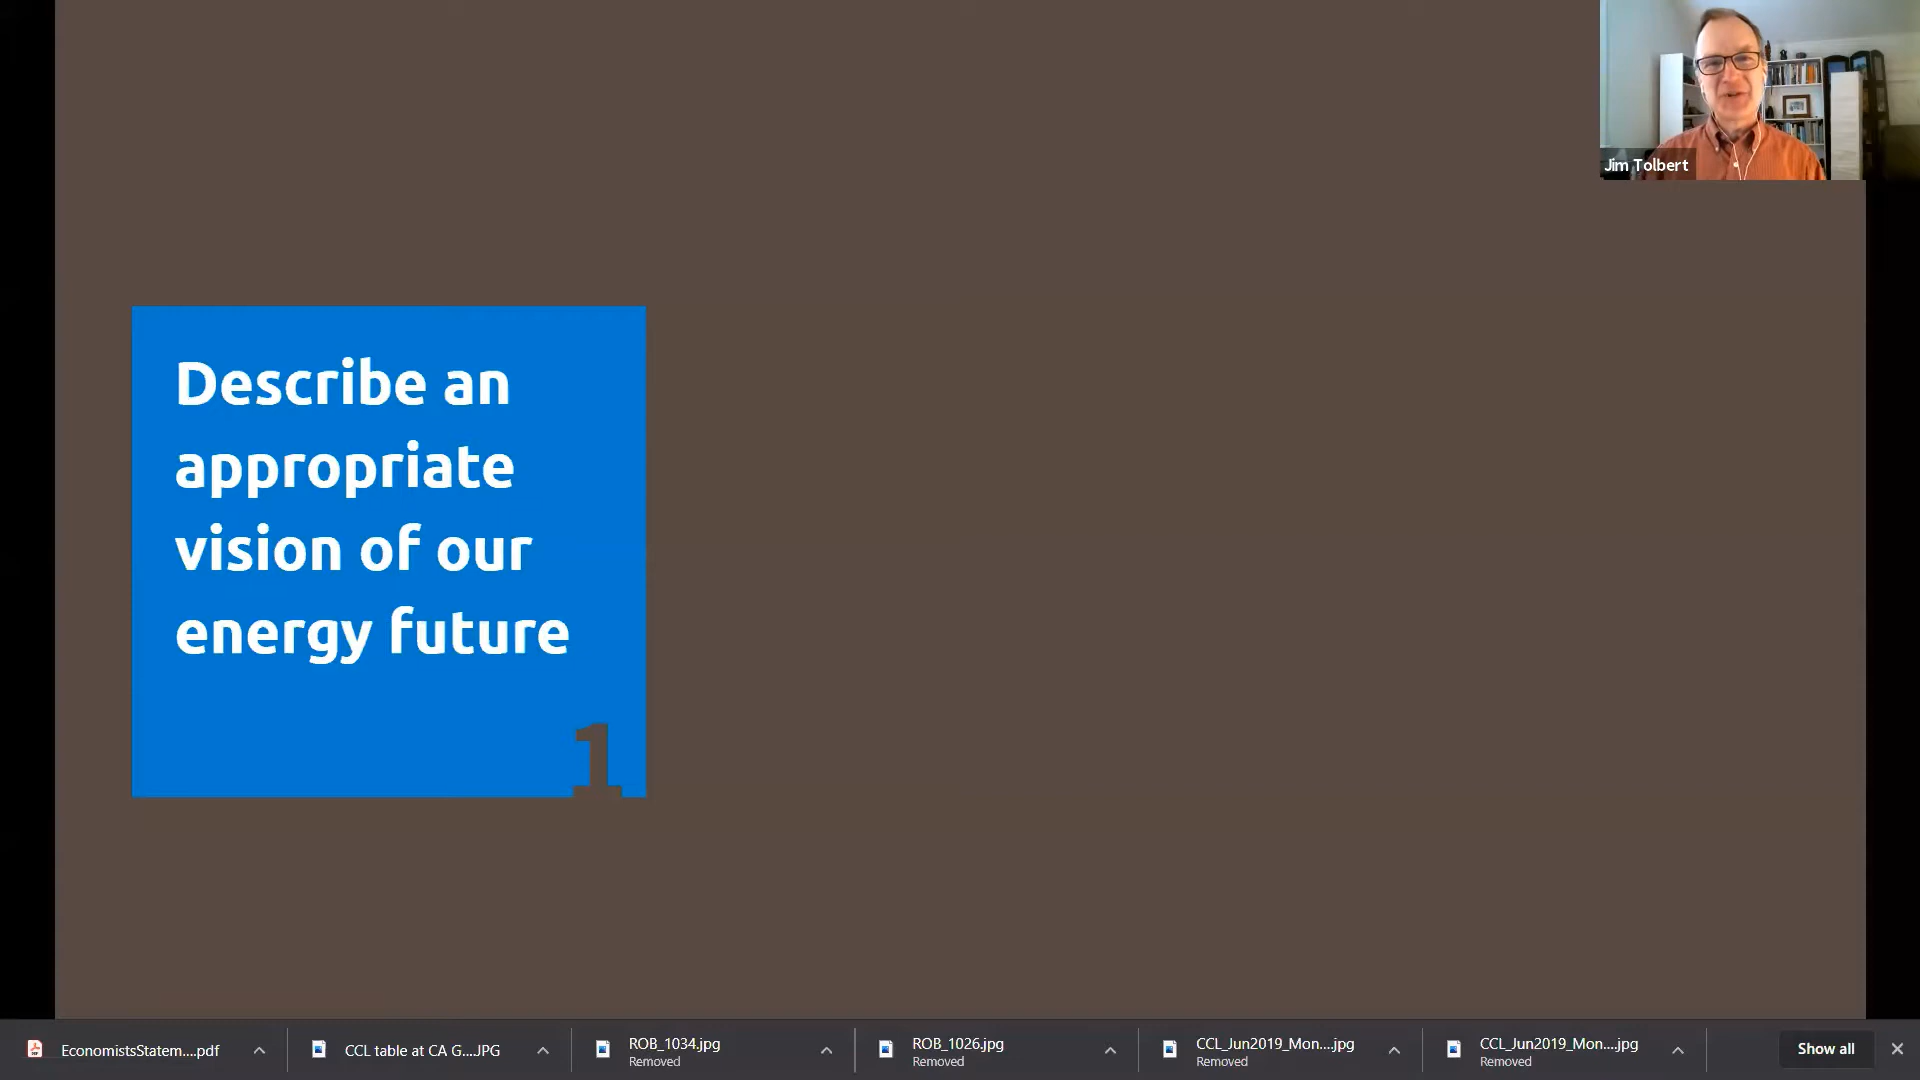 Jim Tolbert
Describe an
appropriate
vision of our
energy future
1
EconomistsStatem....pdf
CCL table at CA G....JPG
ROB_1034.jpg
Removed
ROB_1026.jpg
Removed
CCL_Jun2019_Mon....jpg
Removed
CCL_Jun2019_Mon....jpg
Removed
Show all